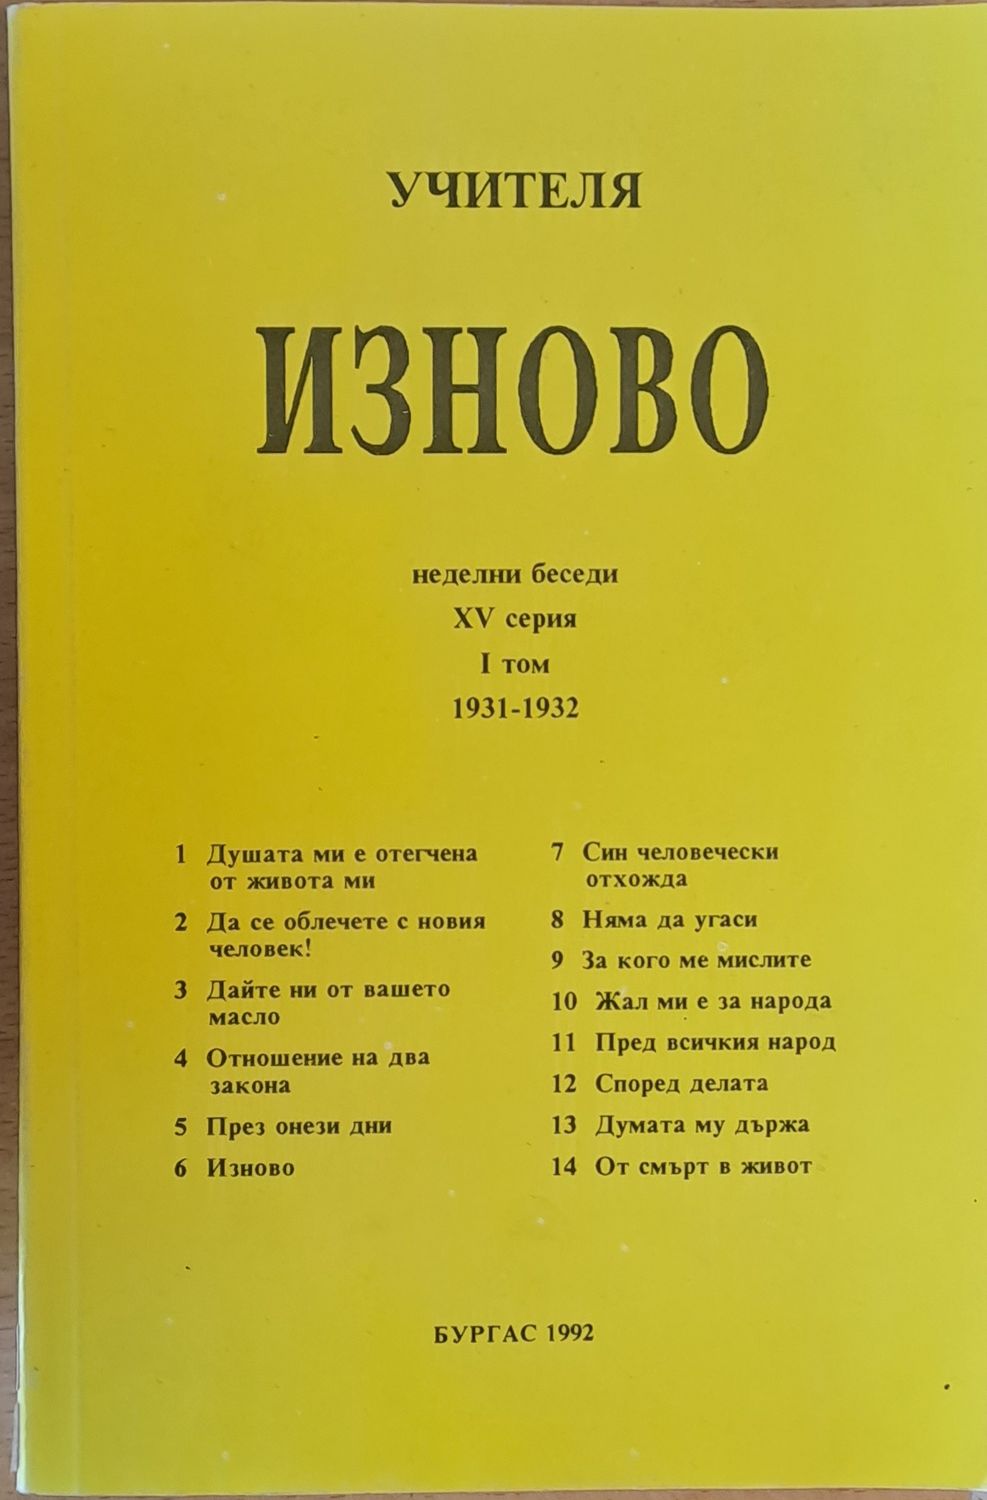 УЧИТЕЛЯ
ИЗНОВО
неделни беседи
XV серия
I том
1931-1932
1 Душата ми е отегчена
от живота ми
2 Да се облечете с новия
человек!
3 Дайте ни от вашето
масло
4 Отношение на два
закона
5 През онези дни
6 Изново
7 Син человечески
отхожда
8 Няма да угаси
9 За кого ме мислите
10 Жал ми е за народа
11 Пред всичкия народ
12 Според делата
13 Думата му държа
14 От смърт в живот
БУРГАС 1992